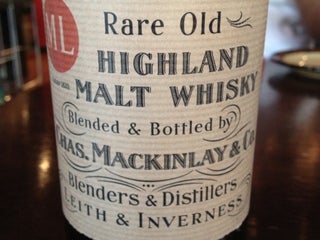 Rare Old
ML
HIGHLAND
MALT WHISKY
Blended & Bottled by
CHAS. MACKINLAY & Co.
Blenders & Distillers
LEITH & INVERNESS